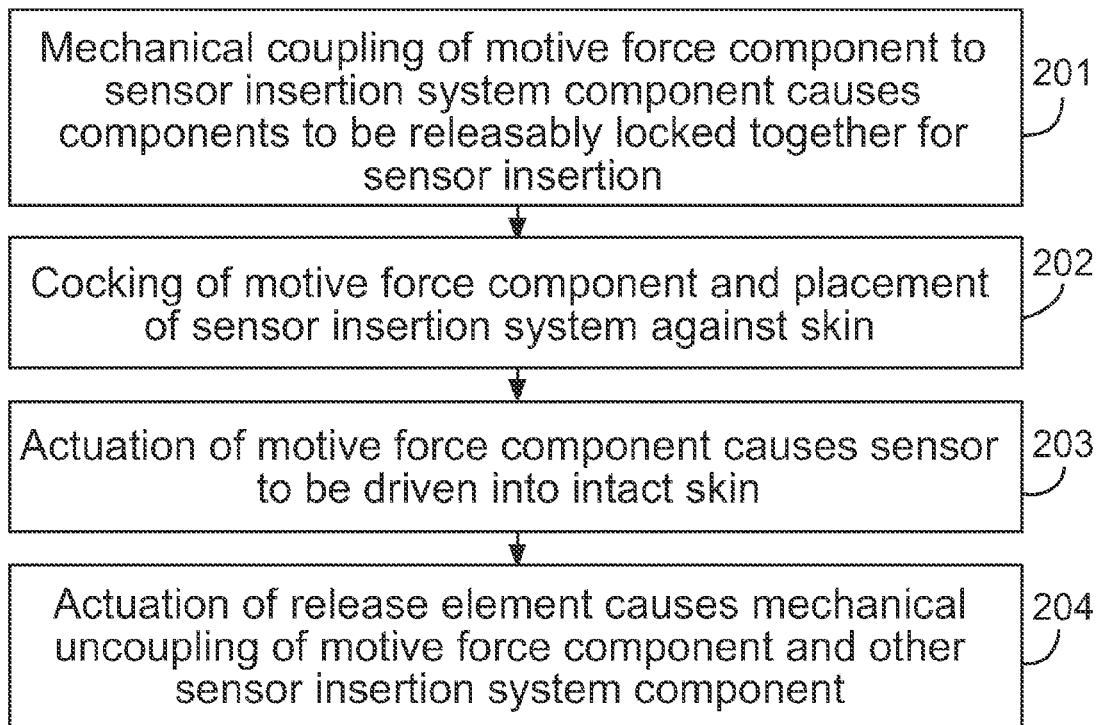 Mechanical coupling of motive force component to
sensor insertion system component causes
components to be releasably locked together for
sensor insertion
201
Cocking of motive force component and placement
of sensor insertion system against skin
202
Actuation of motive force component causes sensor
to be driven into intact skin
203
Actuation of release element causes mechanical
uncoupling of motive force component and other
sensor insertion system component
204